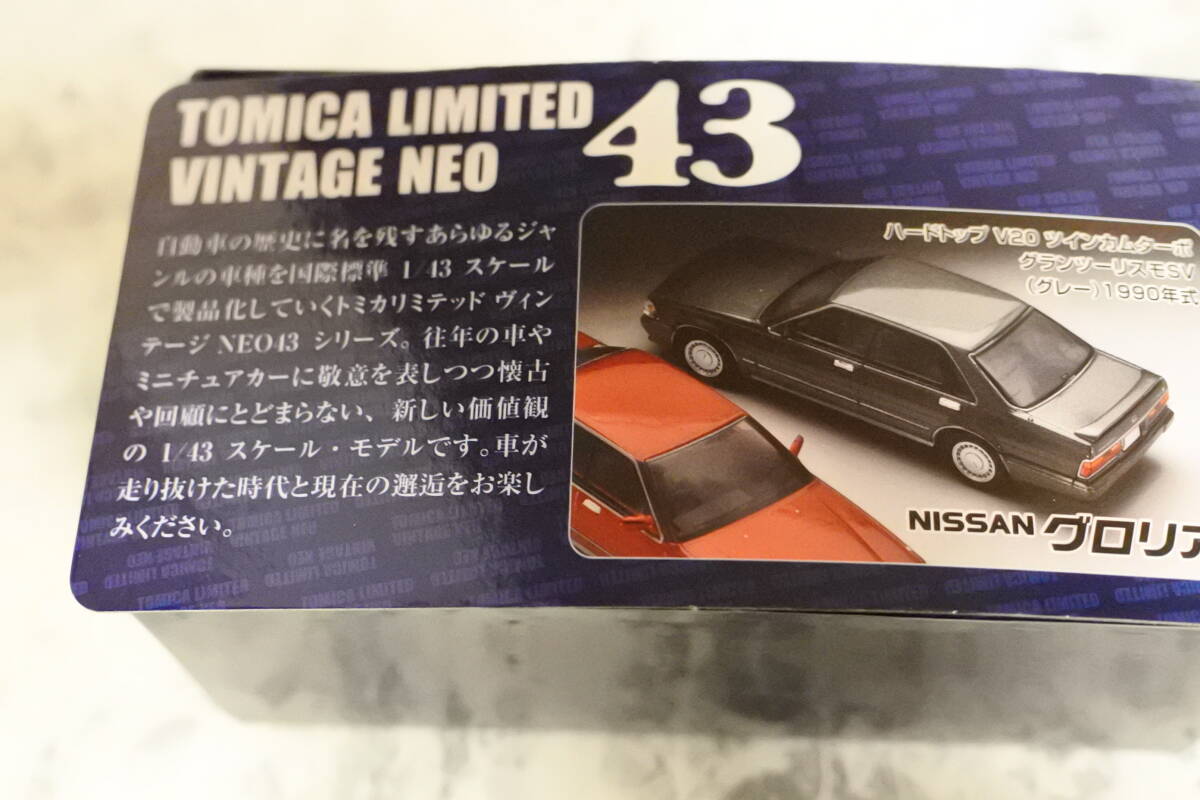 TOMICA LIMITED
VINTAGE NEO
43
自動車の歴史に名を残すあらゆるジャ
ンルの車種を国際標準 1/43 スケール
で製品化していくトミカリミテッド ヴィン
テージ NEO43 シリーズ。往年の車や
ミニチュアカーに敬意を表しつつ懐古
や回顧にとどまらない、新しい価値観
の 1/43 スケール・モデルです。車が
走り抜けた時代と現在の邂逅をお楽し
みください。
ハードトップ V20 ツインカムターボ
グランツーリスモSV
(グレー)1990年式
NISSAN グロリア